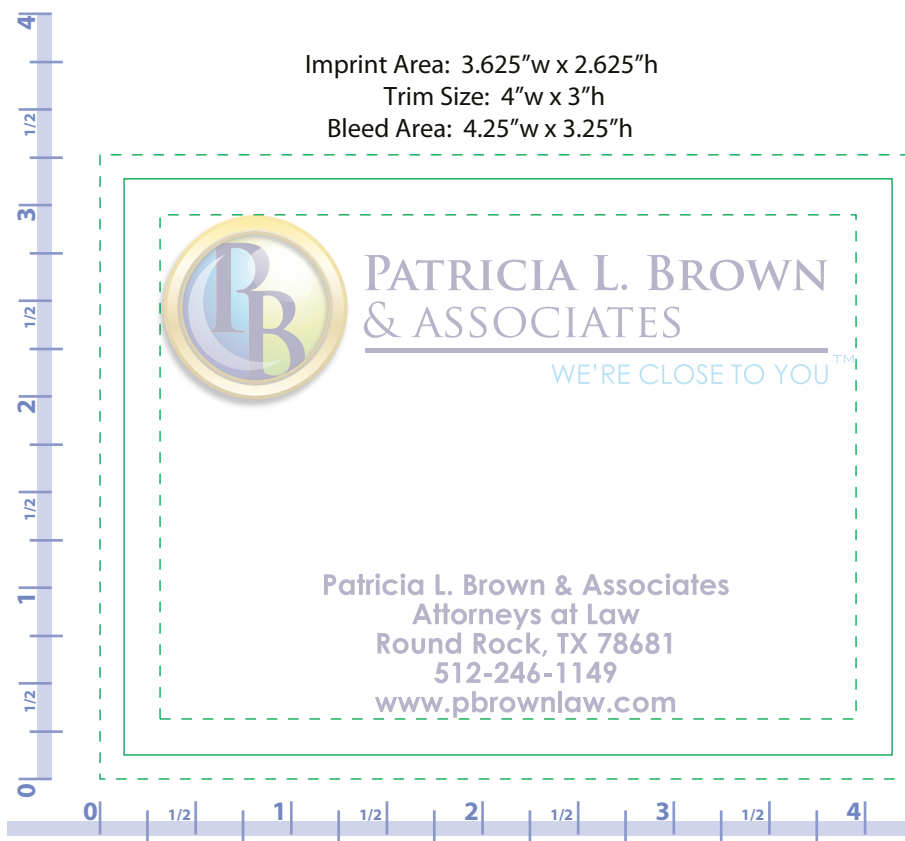 Imprint Area: 3.625”w x 2.625”h
Trim Size: 4”w x 3”h
Bleed Area: 4.25”w x 3.25”h
4
1/2
3
1/2
2
1/2
1
1/2
0
PB
PATRICIA L. BROWN
& ASSOCIATES
WE'RE CLOSE TO YOU™
Patricia L. Brown & Associates
Attorneys at Law
Round Rock, TX 78681
512-246-1149
www.pbrownlaw.com
0 1/2 1 1/2 2 1/2 3 1/2 4